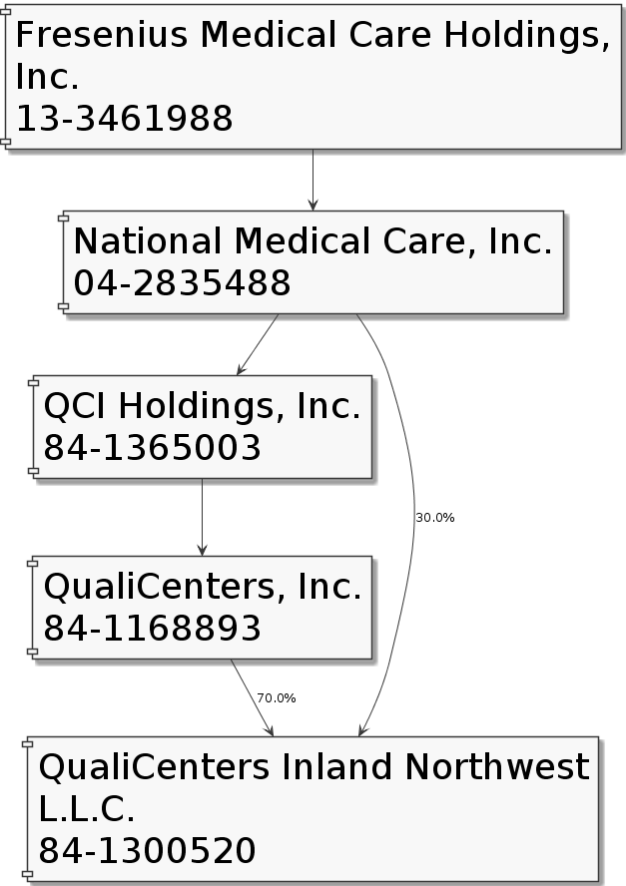 Fresenius Medical Care Holdings,
Inc.
13-3461988
National Medical Care, Inc.
04-2835488
QCI Holdings, Inc.
84-1365003
30.0%
QualiCenters, Inc.
84-1168893
70.0%
QualiCenters Inland Northwest
L.L.C.
84-1300520